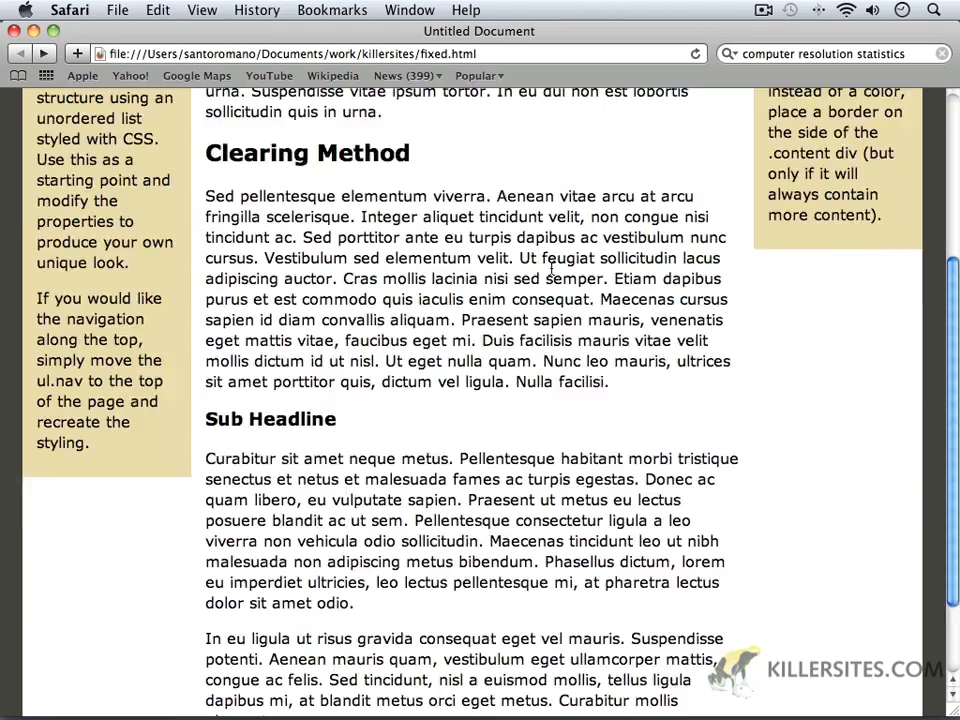 Safari File Edit View History Bookmarks Window Help
Untitled Document
file:///Users/santoromano/Documents/work/killersites/fixed.html
computer resolution statistics
Apple Yahoo! Google Maps YouTube Wikipedia News (399) Popular
structure using an
unordered list
styled with CSS.
Use this as a
starting point and
modify the
properties to
produce your own
unique look.
If you would like
the navigation
along the top,
simply move the
ul.nav to the top
of the page and
recreate the
styling.
urna. Suspendisse vitae ipsum tortor. In eu dui non est lobortis
sollicitudin quis in urna.
Clearing Method
Sed pellentesque elementum viverra. Aenean vitae arcu at arcu
fringilla scelerisque. Integer aliquet tincidunt velit, non congue nisi
tincidunt ac. Sed porttitor ante eu turpis dapibus ac vestibulum nunc
cursus. Vestibulum sed elementum velit. Ut feugiat sollicitudin lacus
adipiscing auctor. Cras mollis lacinia nisi sed semper. Etiam dapibus
purus et est commodo quis iaculis enim consequat. Maecenas cursus
sapien id diam convallis aliquam. Praesent sapien mauris, venenatis
eget mattis vitae, faucibus eget mi. Duis facilisis mauris vitae velit
mollis dictum id ut nisl. Ut eget nulla quam. Nunc leo mauris, ultrices
sit amet porttitor quis, dictum vel ligula. Nulla facilisi.
Sub Headline
Curabitur sit amet neque metus. Pellentesque habitant morbi tristique
senectus et netus et malesuada fames ac turpis egestas. Donec ac
quam libero, eu vulputate sapien. Praesent ut metus eu lectus
posuere blandit ac ut sem. Pellentesque consectetur ligula a leo
viverra non vehicula odio sollicitudin. Maecenas tincidunt leo ut nibh
malesuada non adipiscing metus bibendum. Phasellus dictum, lorem
eu imperdiet ultricies, leo lectus pellentesque mi, at pharetra lectus
dolor sit amet odio.
In eu ligula ut risus gravida consequat eget vel mauris. Suspendisse
potenti. Aenean mauris quam, vestibulum eget ullamcorper mattis,
congue ac felis. Sed tincidunt, nisl a euismod mollis, tellus ligula
dapibus mi, at blandit metus orci eget metus. Curabitur mollis
instead of a color,
place a border on
the side of the
.content div (but
only if it will
always contain
more content).
KILLERSITES.COM